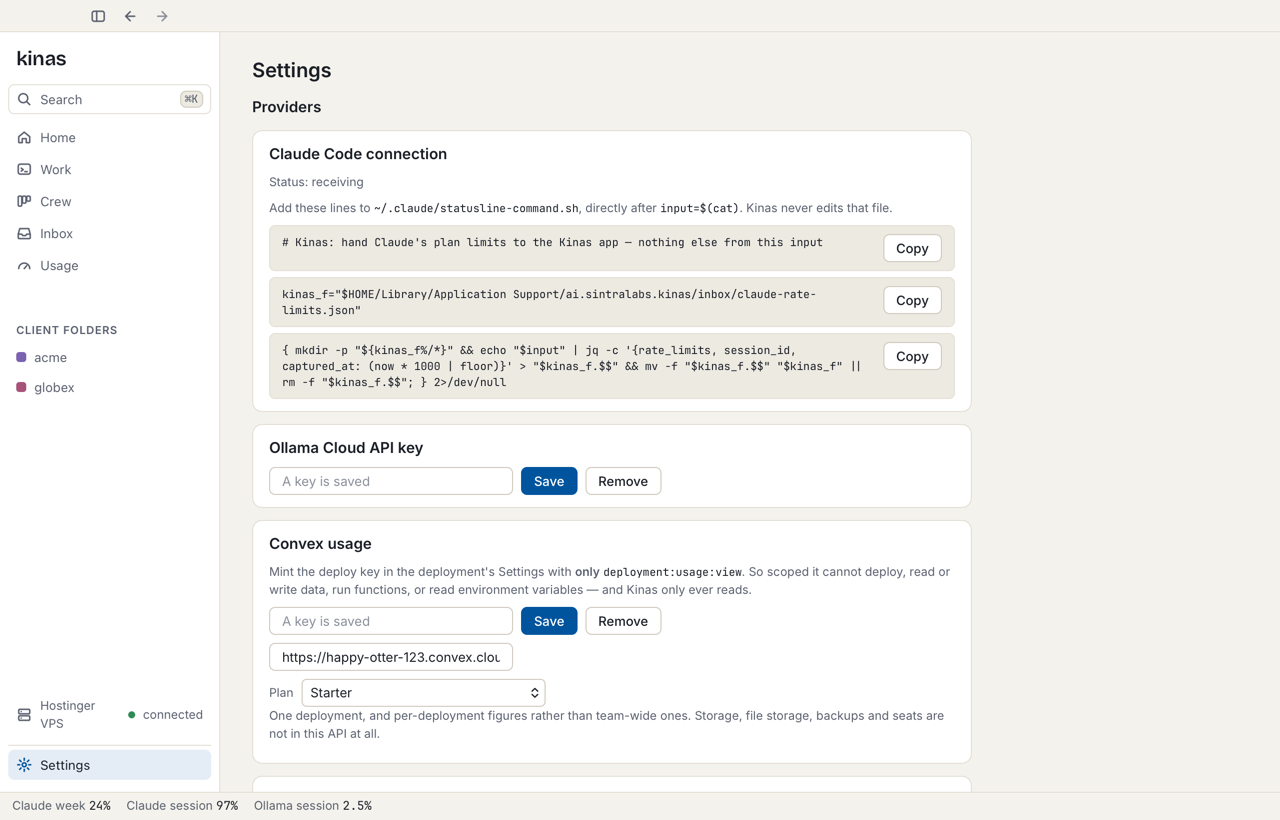 kinas
Search
⌘K
Home
Work
Crew
Inbox
Usage
CLIENT FOLDERS
acme
globex
Hostinger
VPS
connected
Settings
Settings
Providers
Claude Code connection
Status: receiving
Add these lines to ~/.claude/statusline-command.sh, directly after input=$(cat). Kinas never edits that file.
# Kinas: hand Claude's plan limits to the Kinas app — nothing else from this input
Copy
kinas_f="$HOME/Library/Application Support/ai.sintralabs.kinas/inbox/claude-rate-
limits.json"
Copy
{ mkdir -p "${kinas_f%/*}" && echo "$input" | jq -c '{rate_limits, session_id,
captured_at: (now * 1000 | floor)}' > "$kinas_f.$$" && mv -f "$kinas_f.$$" "$kinas_f" ||
rm -f "$kinas_f.$$"; } 2>/dev/null
Copy
Ollama Cloud API key
A key is saved
Save
Remove
Convex usage
Mint the deploy key in the deployment's Settings with only deployment:usage:view. So scoped it cannot deploy, read or
write data, run functions, or read environment variables — and Kinas only ever reads.
A key is saved
Save
Remove
https://happy-otter-123.convex.clou
Plan
Starter
One deployment, and per-deployment figures rather than team-wide ones. Storage, file storage, backups and seats are
not in this API at all.
Claude week 24%
Claude session 97%
Ollama session 2.5%